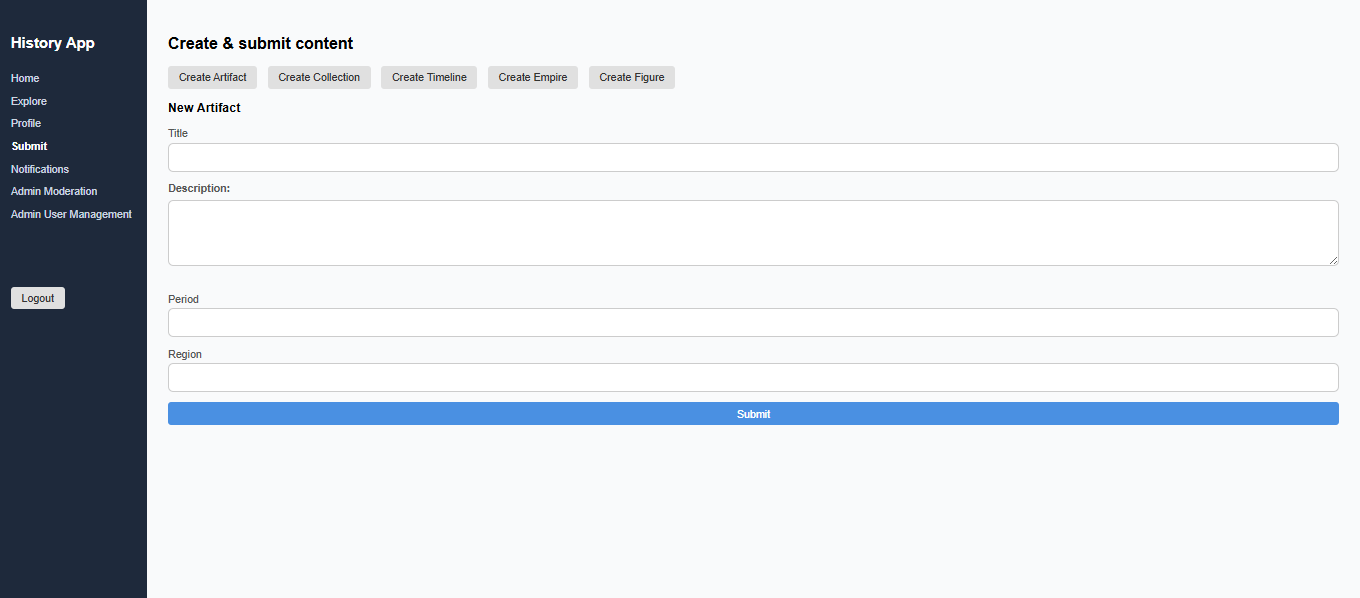 History App
Home
Explore
Profile
Submit
Notifications
Admin Moderation
Admin User Management
Logout
Create & submit content
Create Artifact
Create Collection
Create Timeline
Create Empire
Create Figure
New Artifact
Title
Description:
Period
Region
Submit